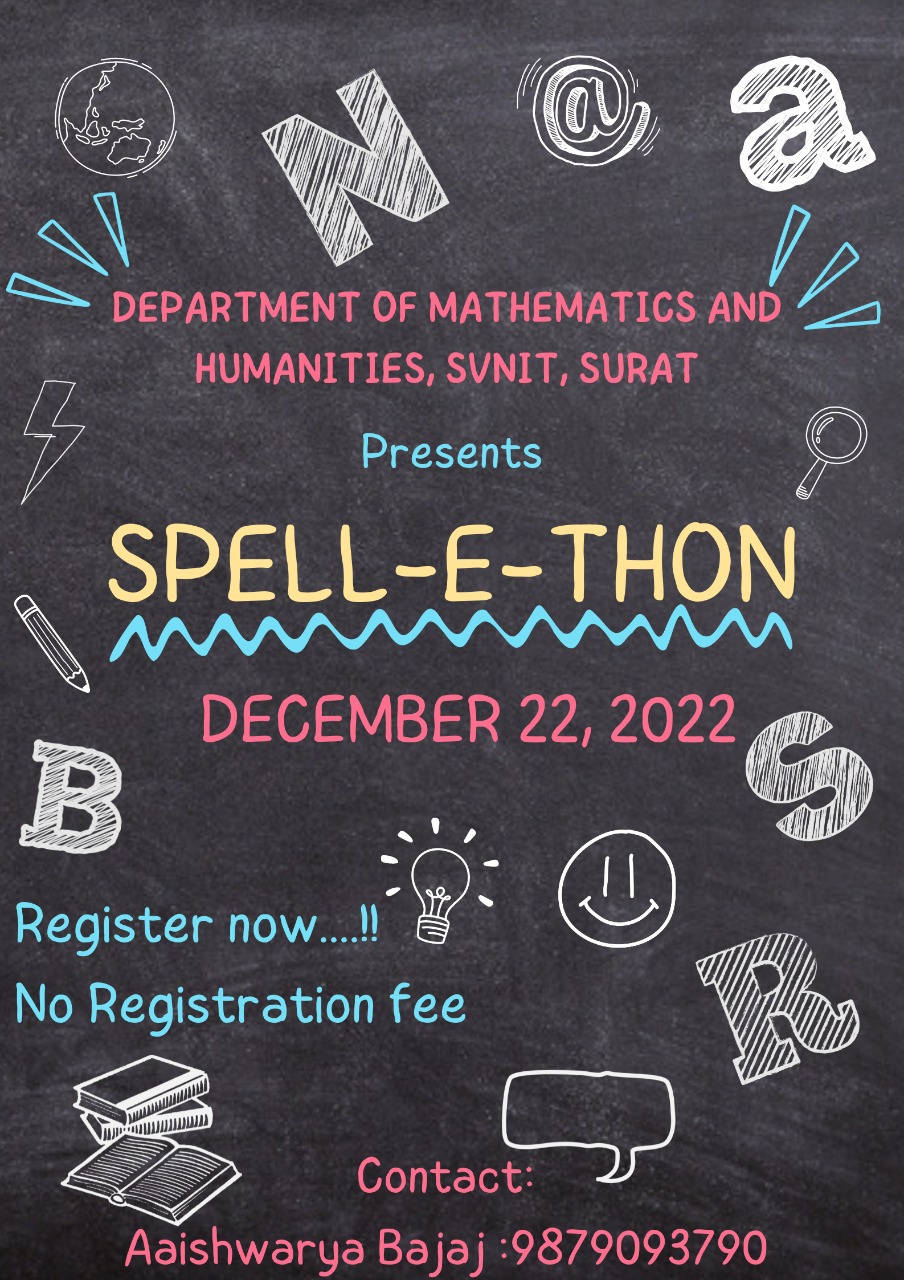 N @ a
DEPARTMENT OF MATHEMATICS AND
HUMANITIES, SVNIT, SURAT
Presents
SPELL-E-THON
DECEMBER 22, 2022
B
S
Register now....!!
No Registration fee
R
Contact:
Aaishwarya Bajaj :9879093790